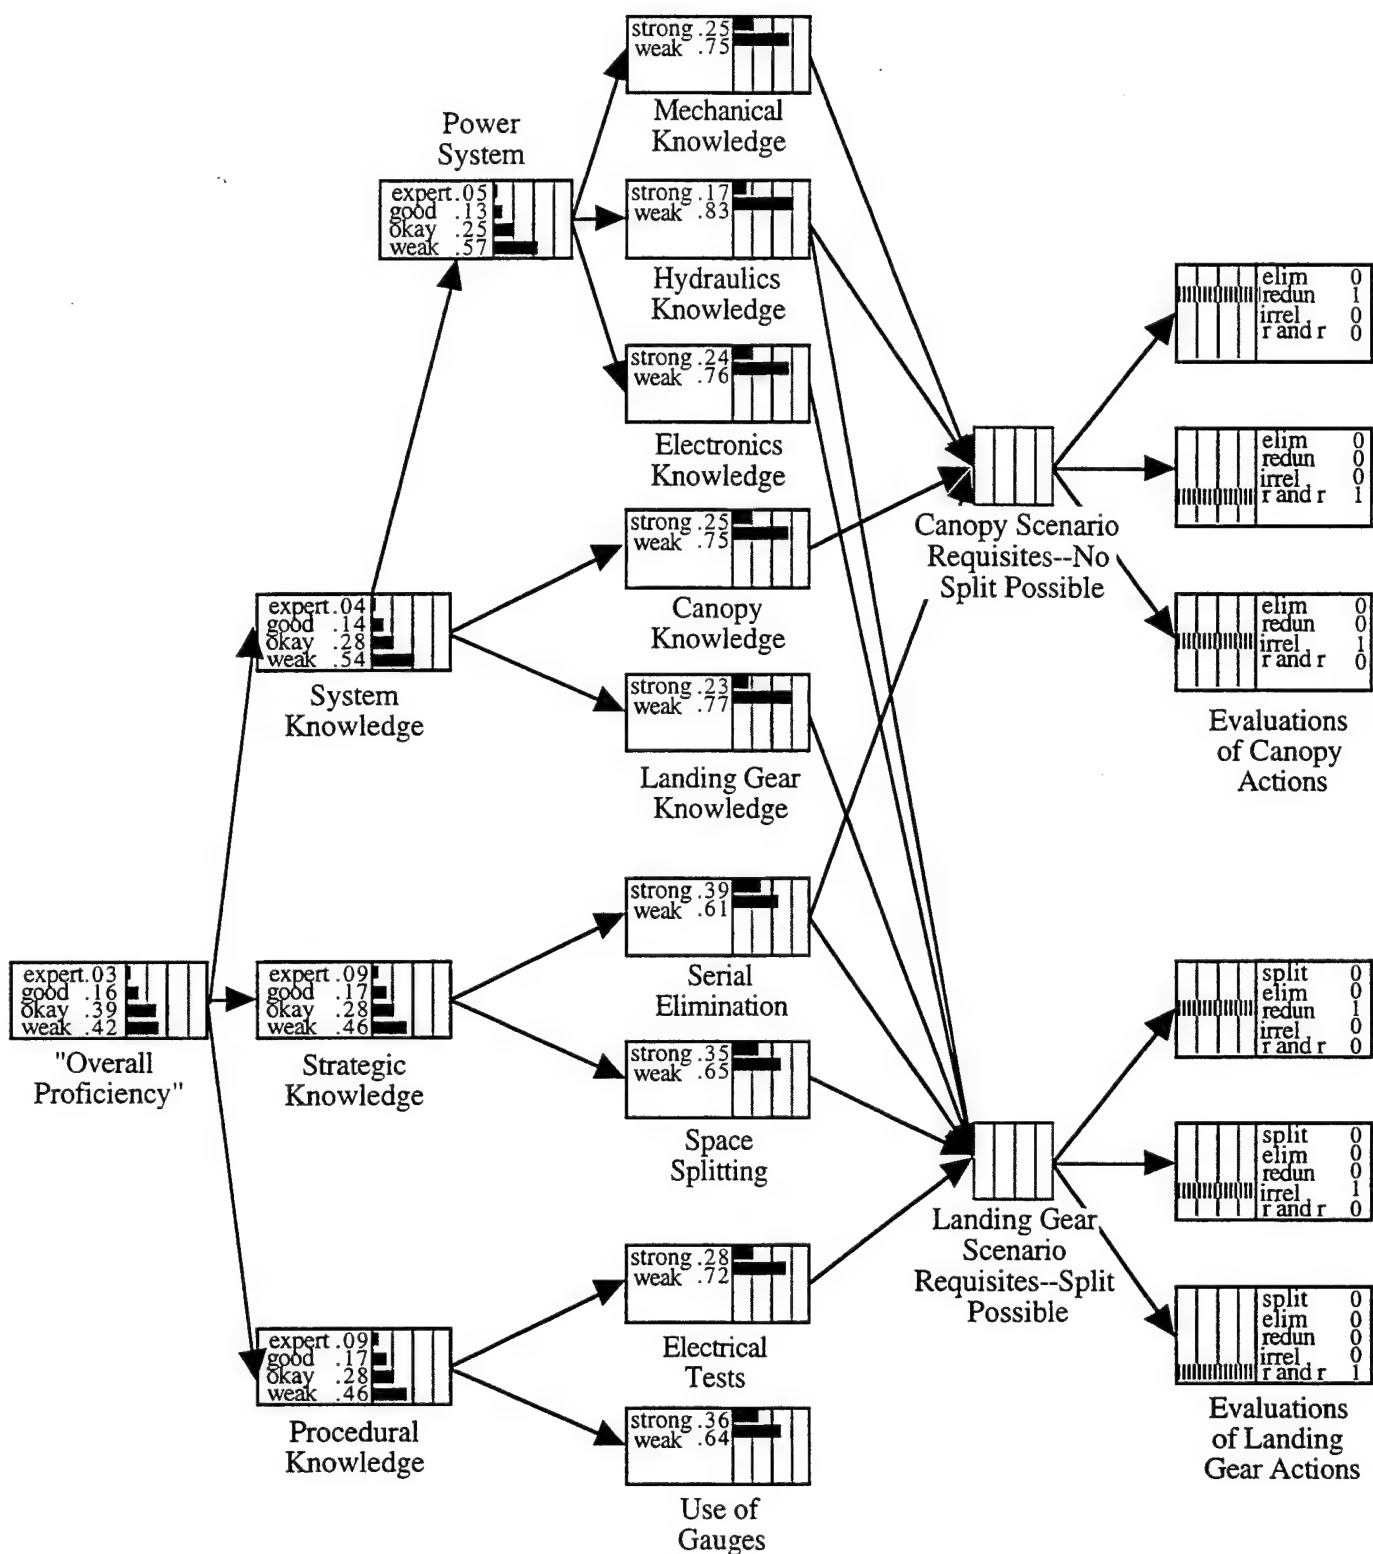 strong .25
weak .75
Mechanical
Knowledge
Power
System
expert .05
good .13
okay .25
weak .57
strong .17
weak .83
Hydraulics
Knowledge
strong .24
weak .76
Electronics
Knowledge
strong .25
weak .75
Canopy
Knowledge
expert .04
good .14
okay .28
weak .54
System
Knowledge
strong .23
weak .77
Landing Gear
Knowledge
strong .39
weak .61
Serial
Elimination
expert .03
good .16
okay .39
weak .42
"Overall
Proficiency"
expert .09
good .17
okay .28
weak .46
Strategic
Knowledge
strong .35
weak .65
Space
Splitting
strong .28
weak .72
Electrical
Tests
expert .09
good .17
okay .28
weak .46
Procedural
Knowledge
strong .36
weak .64
Use of
Gauges
Canopy Scenario
Requisites--No
Split Possible
Landing Gear
Scenario
Requisites--Split
Possible
elim 0
redun 1
irrel 0
r and r 0
elim 0
redun 0
irrel 0
r and r 1
elim 0
redun 0
irrel 1
r and r 0
Evaluations
of Canopy
Actions
split 0
elim 0
redun 1
irrel 0
r and r 0
split 0
elim 0
redun 0
irrel 1
r and r 0
split 0
elim 0
redun 0
irrel 0
r and r 1
Evaluations
of Landing
Gear Actions